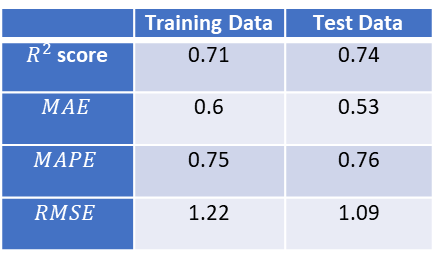 Training Data Test Data
R² score 0.71 0.74
MAE 0.6 0.53
MAPE 0.75 0.76
RMSE 1.22 1.09